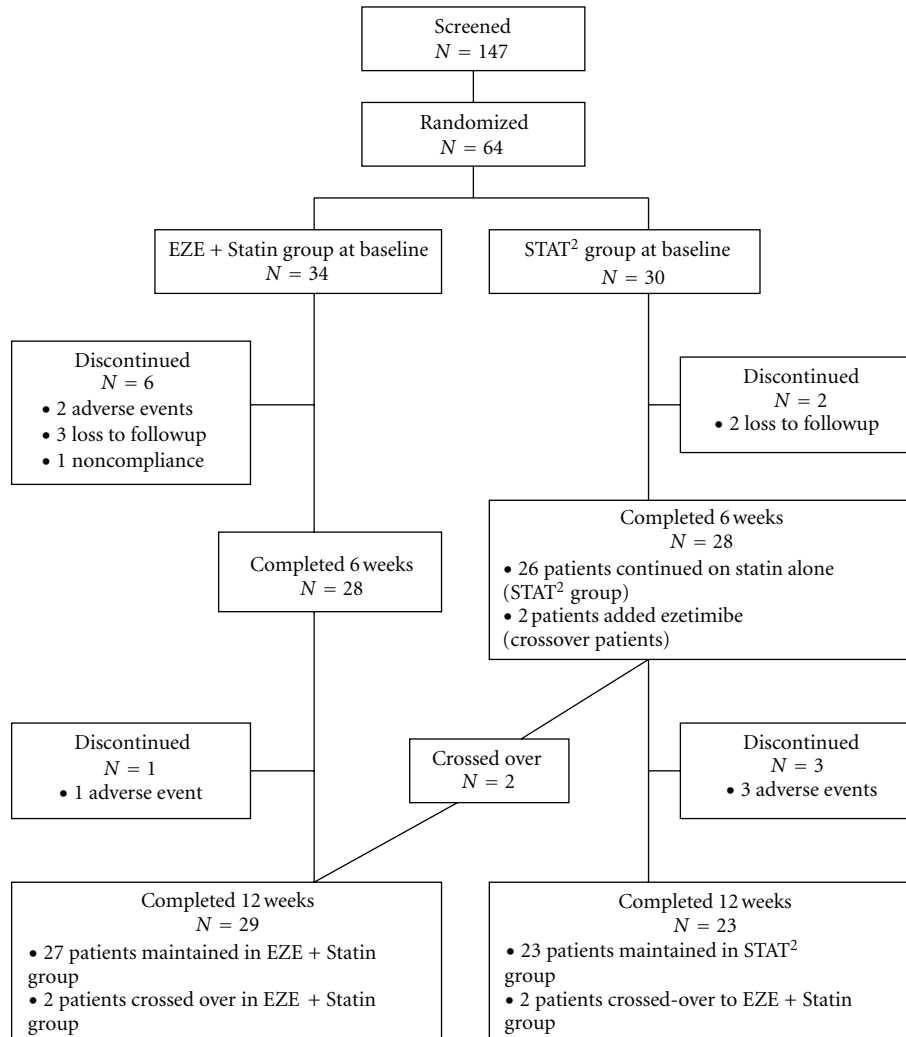 Screened
N = 147
Randomized
N = 64
EZE + Statin group at baseline
N = 34
STAT² group at baseline
N = 30
Discontinued
N = 6
• 2 adverse events
• 3 loss to followup
• 1 noncompliance
Discontinued
N = 2
• 2 loss to followup
Completed 6 weeks
N = 28
Completed 6 weeks
N = 28
• 26 patients continued on statin alone
(STAT² group)
• 2 patients added ezetimibe
(crossover patients)
Discontinued
N = 1
• 1 adverse event
Crossed over
N = 2
Discontinued
N = 3
• 3 adverse events
Completed 12 weeks
N = 29
• 27 patients maintained in EZE + Statin
group
• 2 patients crossed over in EZE + Statin
group
Completed 12 weeks
N = 23
• 23 patients maintained in STAT²
group
• 2 patients crossed-over to EZE + Statin
group